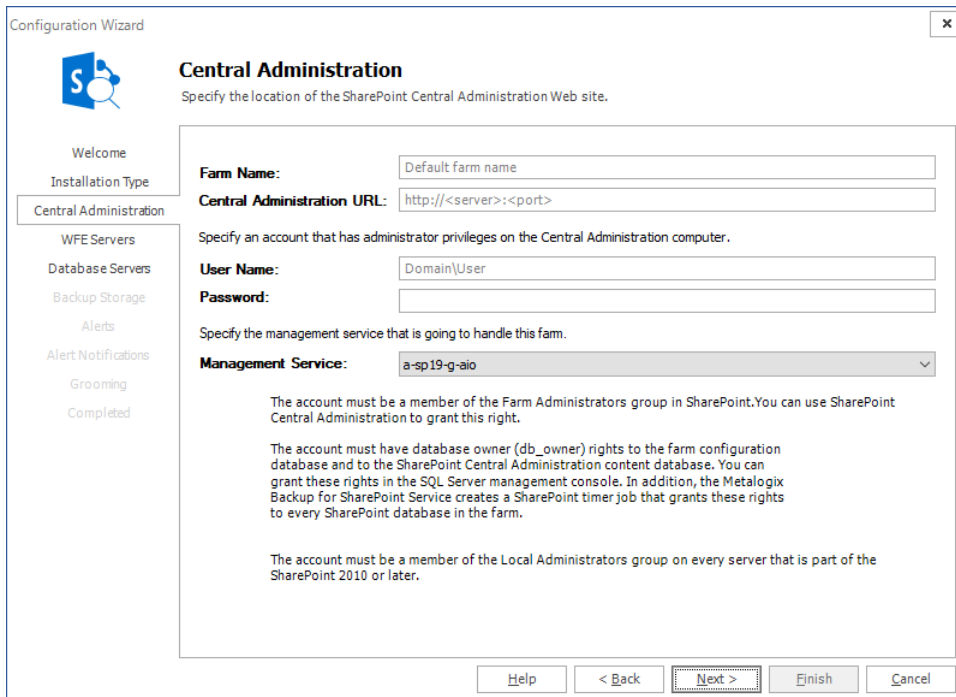 Configuration Wizard
Central Administration
Specify the location of the SharePoint Central Administration Web site.
Welcome
Installation Type
Central Administration
WFE Servers
Database Servers
Backup Storage
Alerts
Alert Notifications
Grooming
Completed
Farm Name:
Default farm name
Central Administration URL:
http://<server>:<port>
Specify an account that has administrator privileges on the Central Administration computer.
User Name:
Domain\User
Password:
Specify the management service that is going to handle this farm.
Management Service:
a-sp19-g-aio
The account must be a member of the Farm Administrators group in SharePoint.You can use SharePoint
Central Administration to grant this right.
The account must have database owner (db_owner) rights to the farm configuration
database and to the SharePoint Central Administration content database. You can
grant these rights in the SQL Server management console. In addition, the Metalogix
Backup for SharePoint Service creates a SharePoint timer job that grants these rights
to every SharePoint database in the farm.
The account must be a member of the Local Administrators group on every server that is part of the
SharePoint 2010 or later.
Help
< Back
Next >
Finish
Cancel